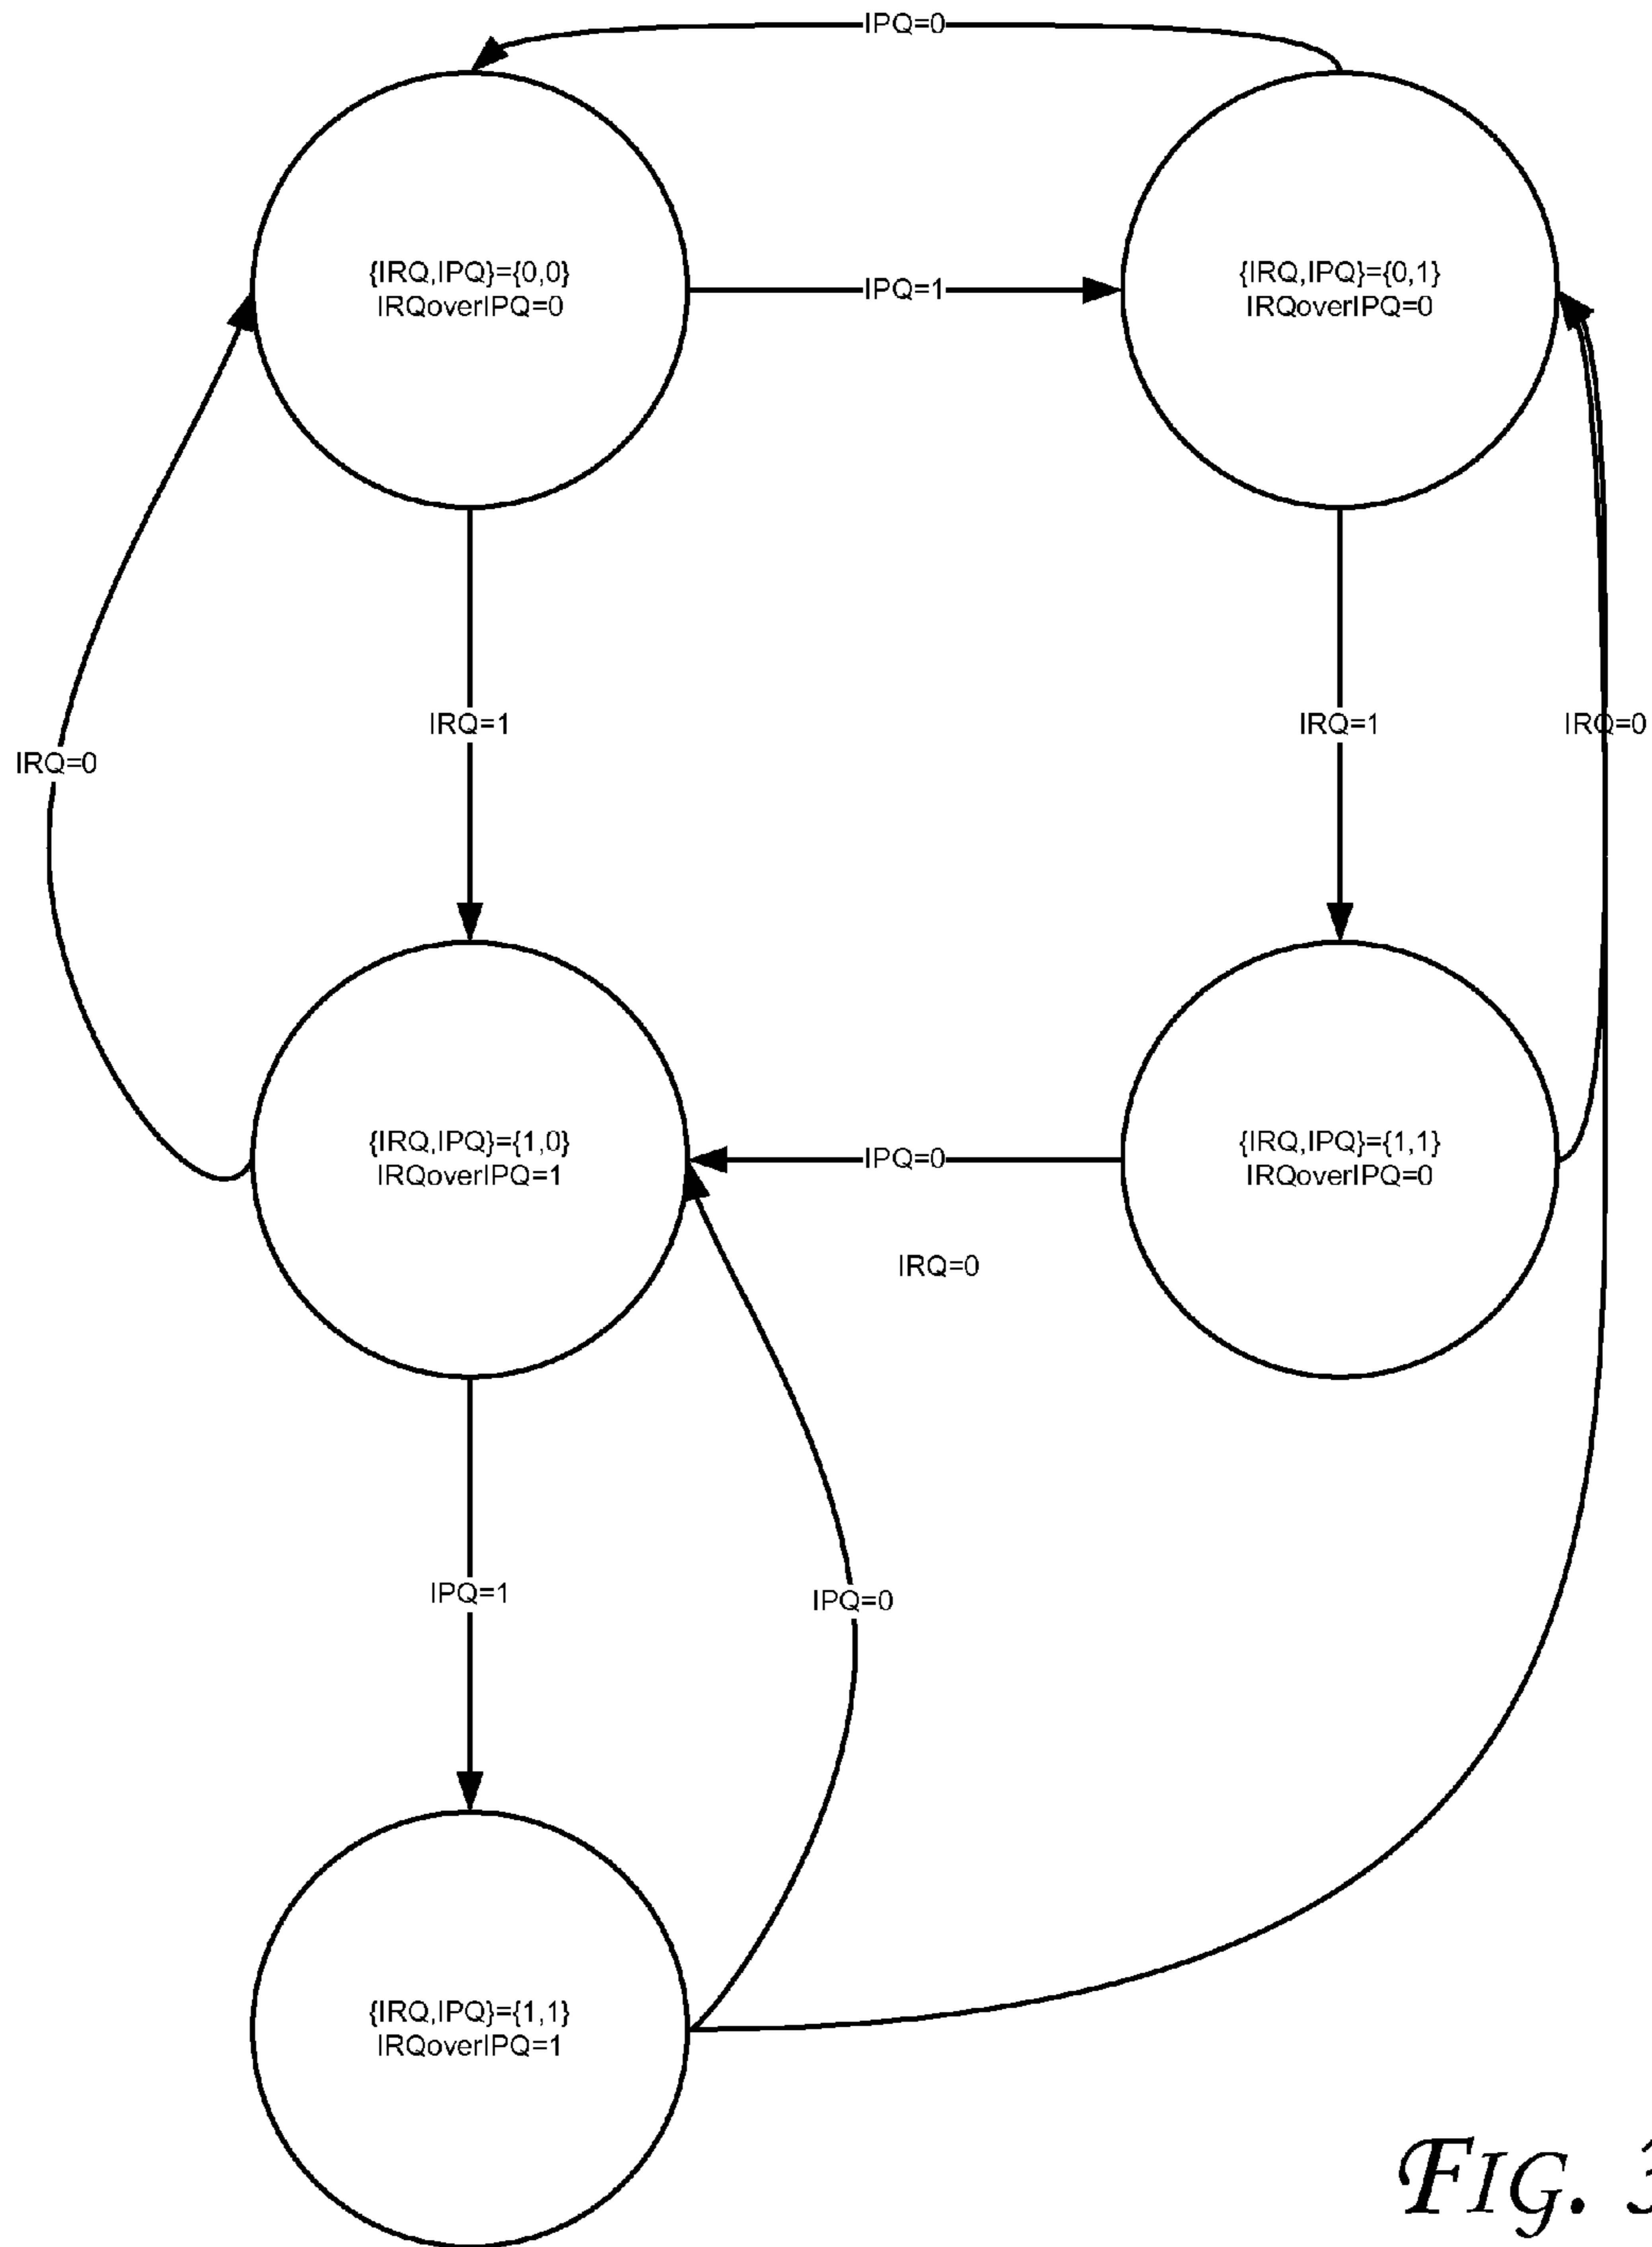 IPQ=0
{IRQ,IPQ}={0,0}
IRQoverIPQ=0
IPQ=1
{IRQ,IPQ}={0,1}
IRQoverIPQ=0
IRQ=1
IRQ=1
IRQ=0
IRQ=0
{IRQ,IPQ}={1,0}
IRQoverIPQ=1
IPQ=0
{IRQ,IPQ}={1,1}
IRQoverIPQ=0
IRQ=0
IPQ=1
IPQ=0
{IRQ,IPQ}={1,1}
IRQoverIPQ=1
FIG. 3